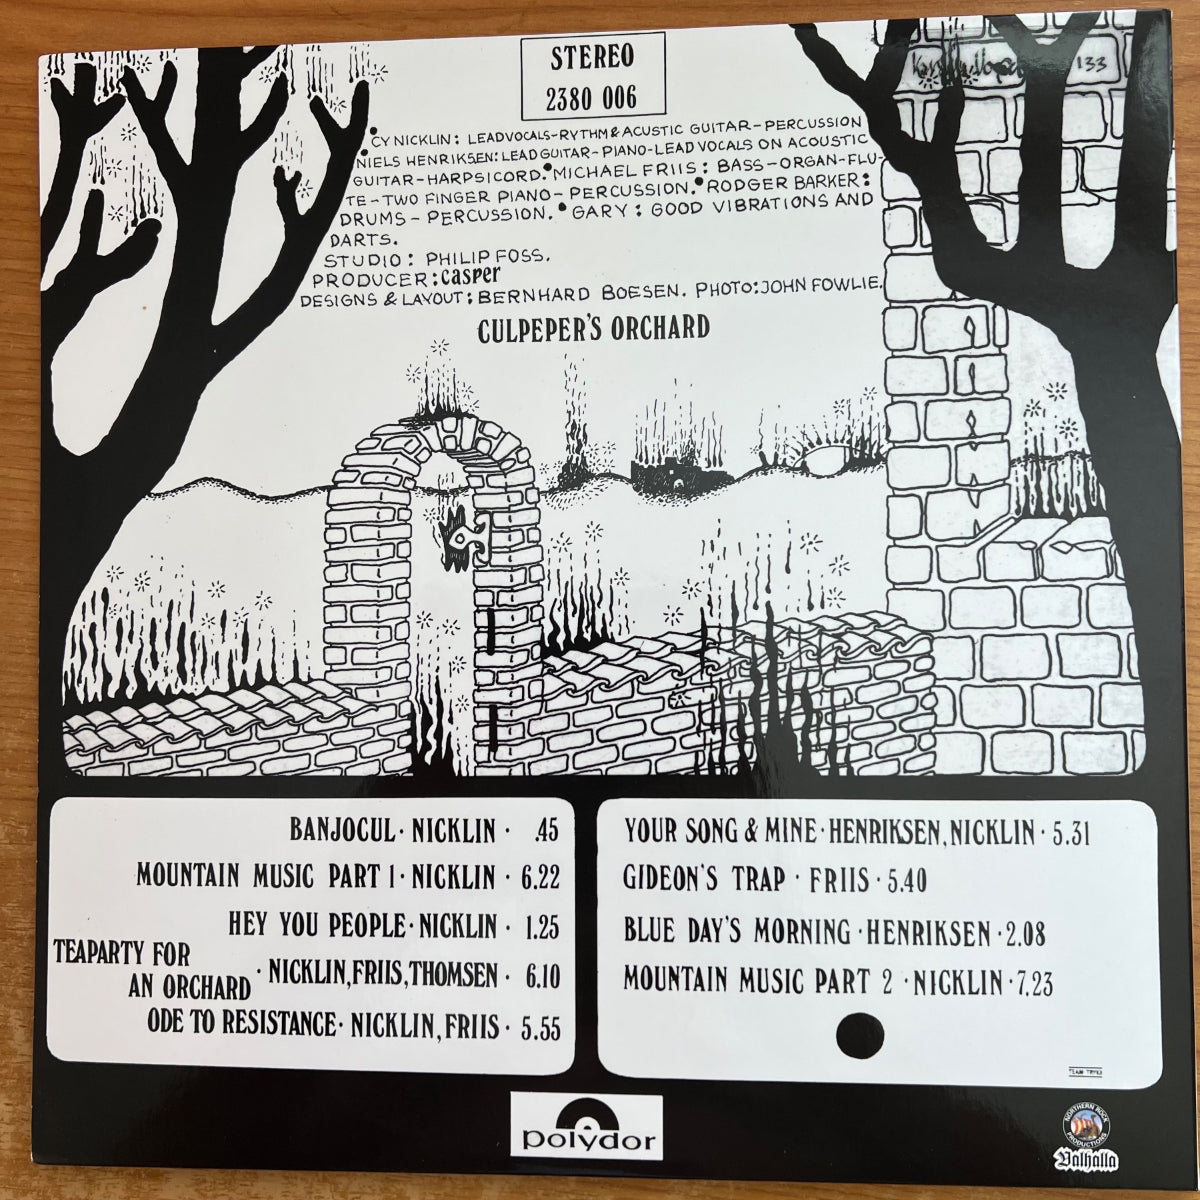 STEREO
2380 006
133
•CY NICKLIN: LEADVOCALS-RYTHM & ACUSTIC GUITAR-PERCUSSION
•NIELS HENRIKSEN: LEAD GUITAR-PIANO-LEAD VOCALS ON ACOUSTIC
GUITAR-HARPSICORD.•MICHAEL FRIIS: BASS-ORGAN-FLU-
TE-TWO FINGER PIANO-PERCUSSION.•RODGER BARKER:
DRUMS-PERCUSSION. •GARY: GOOD VIBRATIONS AND
DARTS.
STUDIO: PHILIP FOSS.
PRODUCER: casper
DESIGNS & LAYOUT: BERNHARD BOESEN. PHOTO: JOHN FOWLIE.
CULPEPER'S ORCHARD
BANJOCUL · NICKLIN · .45
MOUNTAIN MUSIC PART 1 · NICKLIN · 6.22
HEY YOU PEOPLE · NICKLIN · 1.25
TEAPARTY FOR
AN ORCHARD · NICKLIN, FRIIS, THOMSEN · 6.10
ODE TO RESISTANCE · NICKLIN, FRIIS · 5.55
YOUR SONG & MINE · HENRIKSEN, NICKLIN · 5.31
GIDEON'S TRAP · FRIIS · 5.40
BLUE DAY'S MORNING · HENRIKSEN · 2.08
MOUNTAIN MUSIC PART 2 · NICKLIN · 7.23
polydor
NORTHERN ROCK
PRODUCTIONS
Valhalla